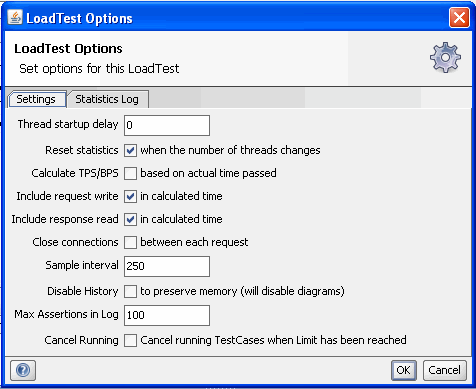 LoadTest Options
LoadTest Options
Set options for this LoadTest
Settings Statistics Log
Thread startup delay 0
Reset statistics when the number of threads changes
Calculate TPS/BPS based on actual time passed
Include request write in calculated time
Include response read in calculated time
Close connections between each request
Sample interval 250
Disable History to preserve memory (will disable diagrams)
Max Assertions in Log 100
Cancel Running Cancel running TestCases when Limit has been reached
? OK Cancel